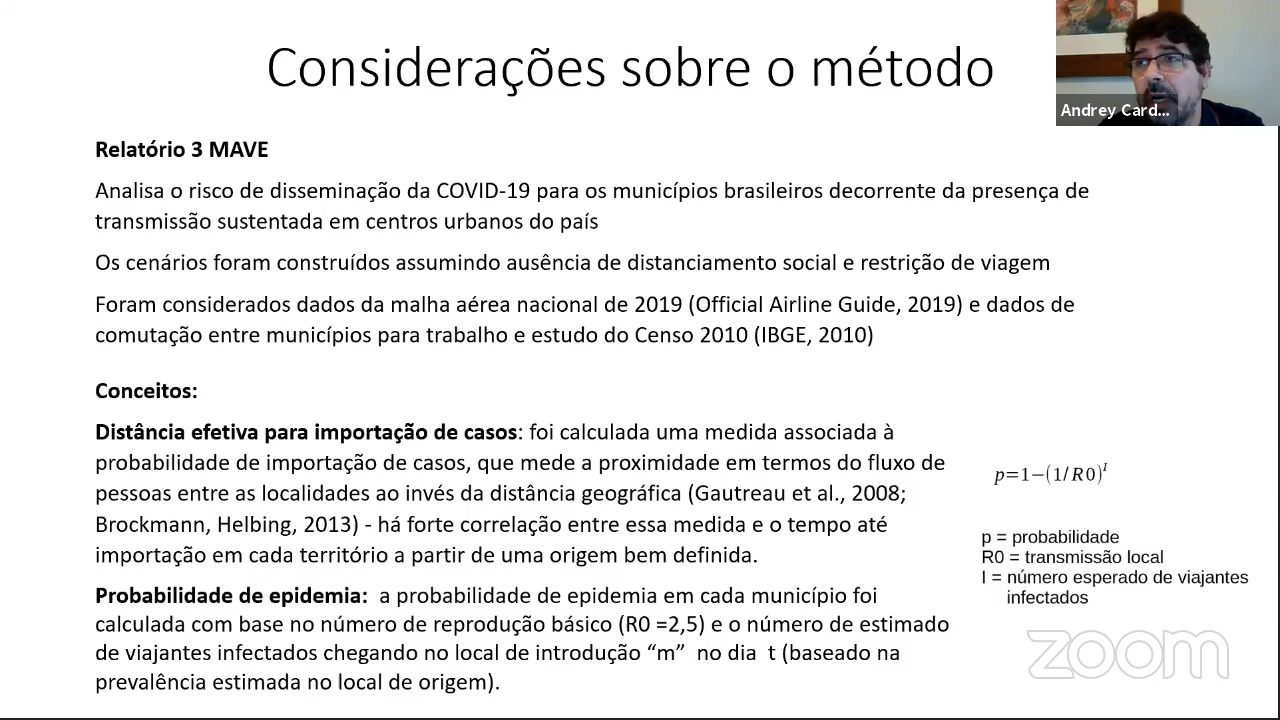 Considerações sobre o método
Andrey Card...
Relatório 3 MAVE
Analisa o risco de disseminação da COVID-19 para os municípios brasileiros decorrente da presença de
transmissão sustentada em centros urbanos do país
Os cenários foram construídos assumindo ausência de distanciamento social e restrição de viagem
Foram considerados dados da malha aérea nacional de 2019 (Official Airline Guide, 2019) e dados de
comutação entre municípios para trabalho e estudo do Censo 2010 (IBGE, 2010)
Conceitos:
Distância efetiva para importação de casos: foi calculada uma medida associada à
probabilidade de importação de casos, que mede a proximidade em termos do fluxo de
pessoas entre as localidades ao invés da distância geográfica (Gautreau et al., 2008;
Brockmann, Helbing, 2013) - há forte correlação entre essa medida e o tempo até
importação em cada território a partir de uma origem bem definida.
Probabilidade de epidemia: a probabilidade de epidemia em cada município foi
calculada com base no número de reprodução básico (R0 =2,5) e o número de estimado
de viajantes infectados chegando no local de introdução “m” no dia t (baseado na
prevalência estimada no local de origem).
p=1−(1/R0)^I
p = probabilidade
R0 = transmissão local
I = número esperado de viajantes
infectados
zoom